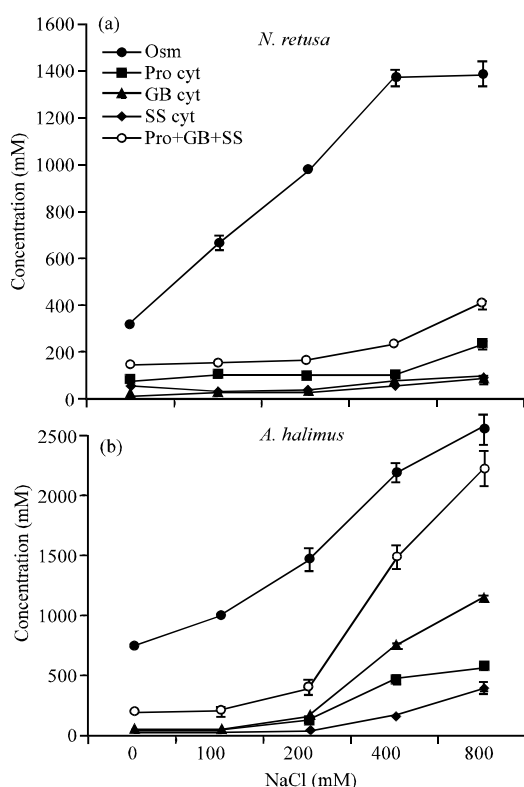 (a)
N. retusa
Osm
Pro cyt
GB cyt
SS cyt
Pro+GB+SS
Concentration (mM)
1600
1400
1200
1000
800
600
400
200
0
(b)
A. halimus
Concentration (mM)
2500
2000
1500
1000
500
0
0 100 200 400 800
NaCl (mM)